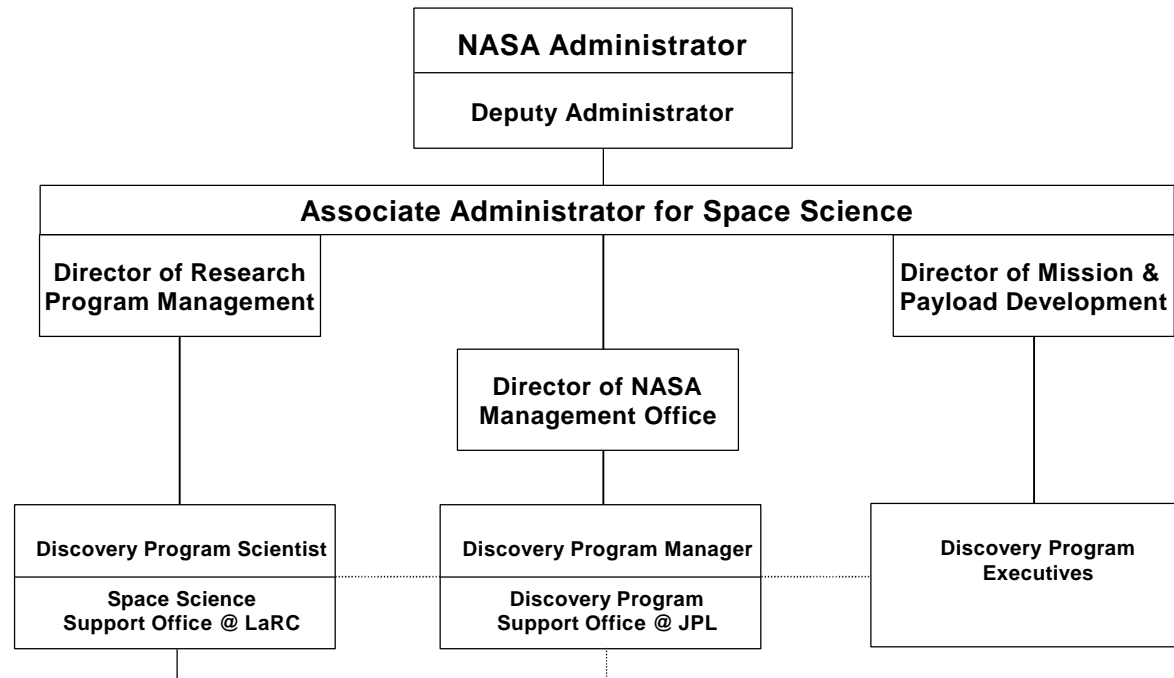 NASA Administrator
Deputy Administrator
Associate Administrator for Space Science
Director of Research
Program Management
Director of Mission &
Payload Development
Director of NASA
Management Office
Discovery Program Scientist
Space Science
Support Office @ LaRC
Discovery Program Manager
Discovery Program
Support Office @ JPL
Discovery Program
Executives